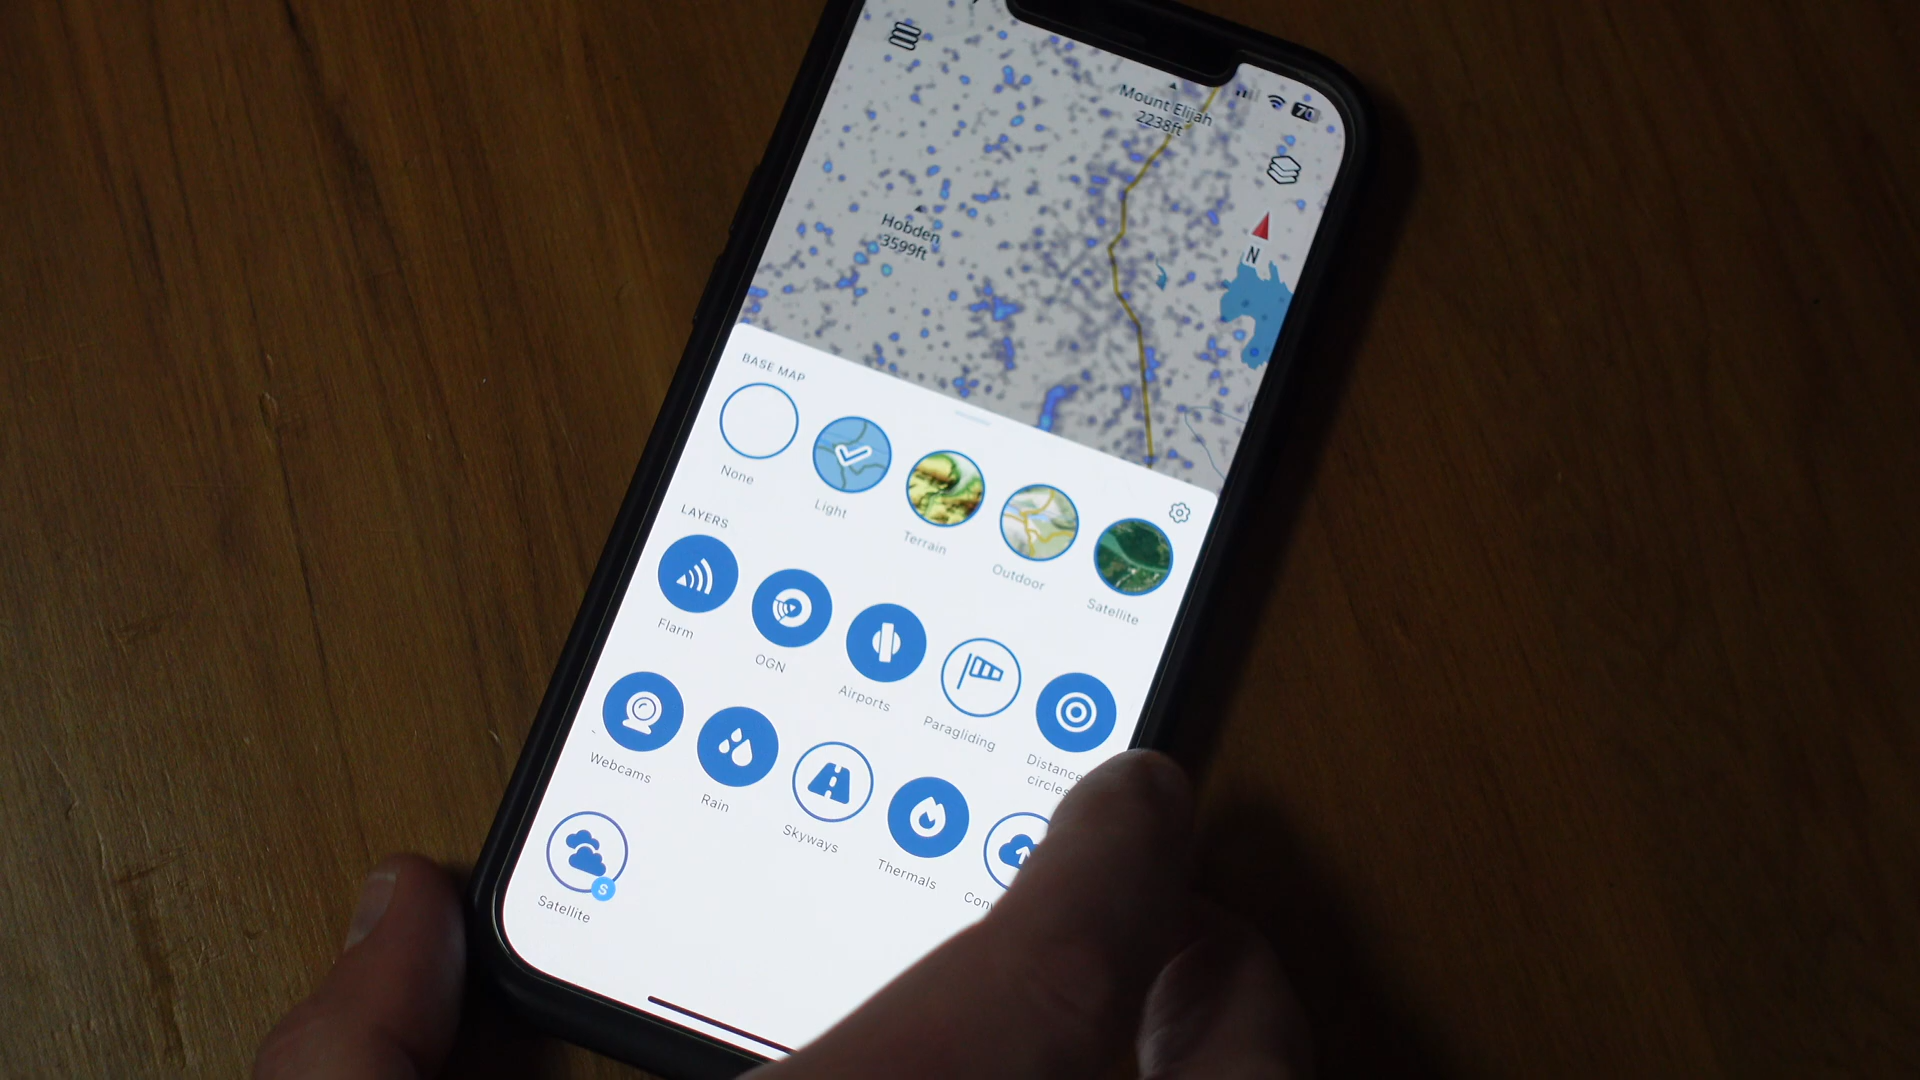 70
Mount Elijah
2238ft
Hobden
3599ft
N
BASE MAP
None
Light
Terrain
Outdoor
Satellite
LAYERS
Flarm
OGN
Airports
Paragliding
Distance
circles
Webcams
Rain
Skyways
Thermals
Satellite
S